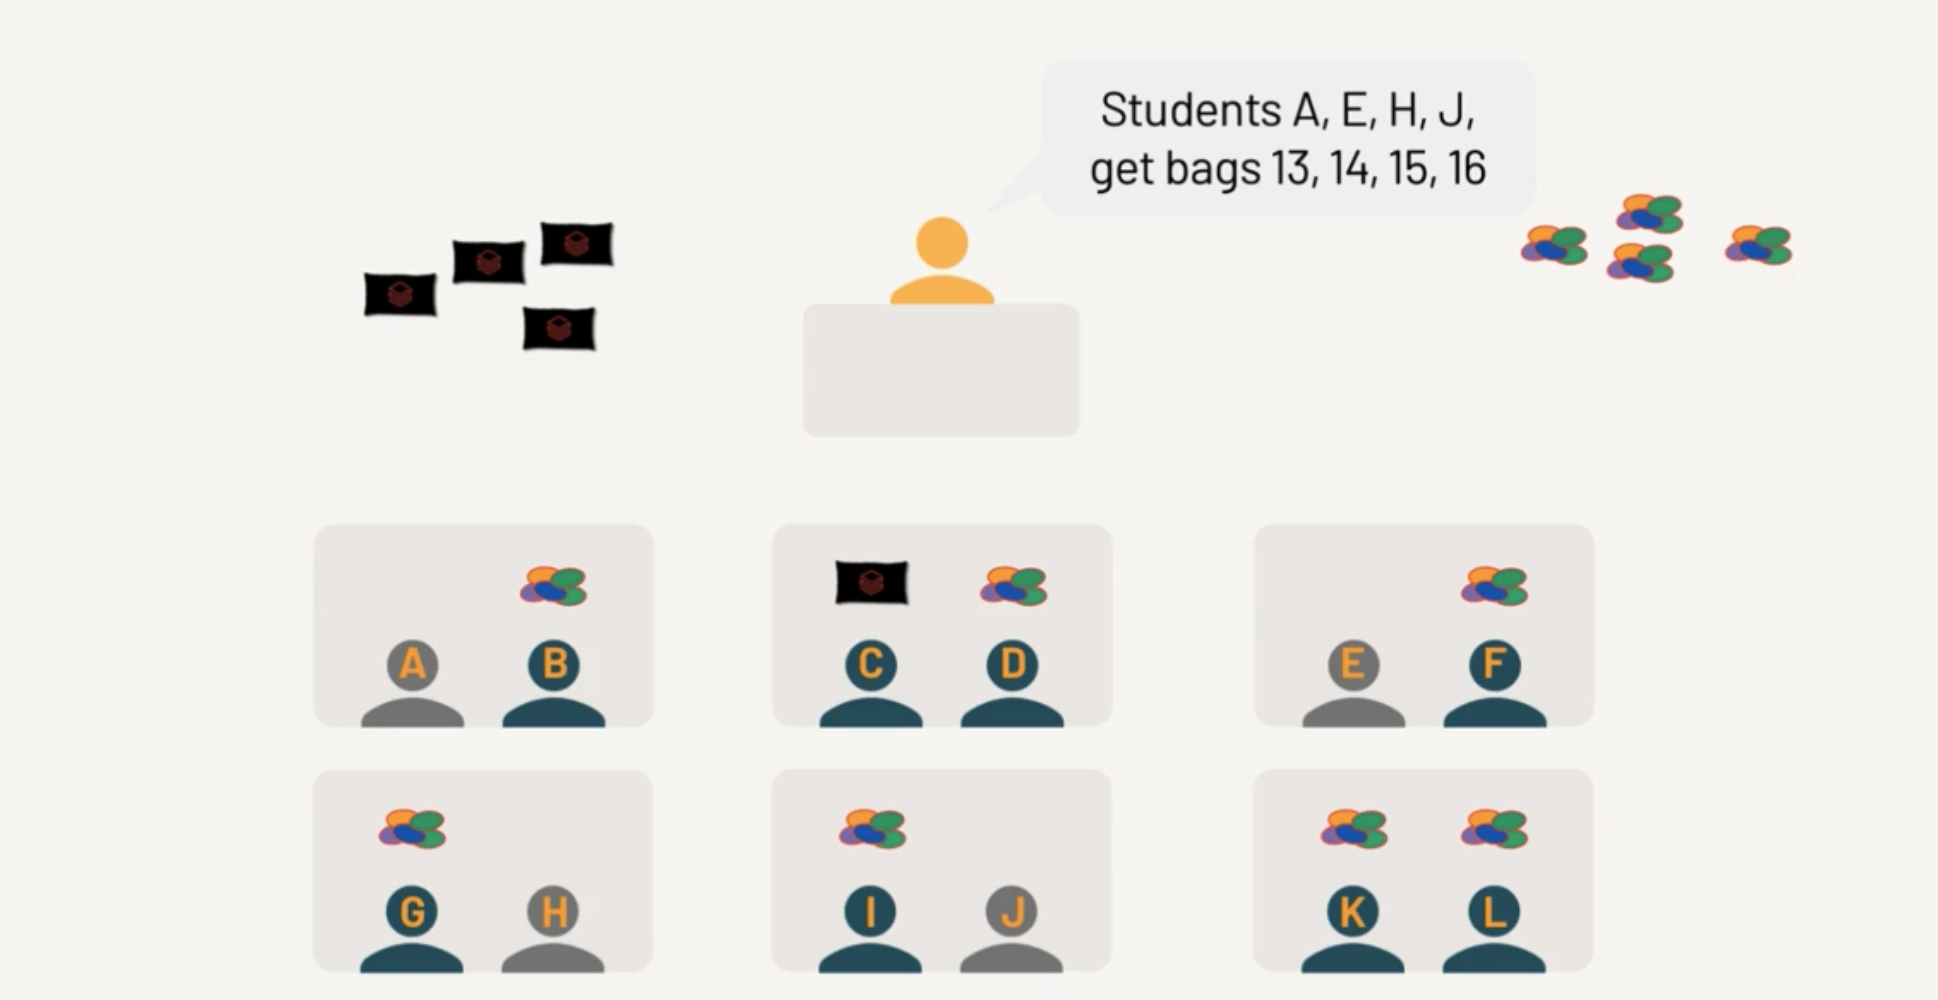 Students A, E, H, J,
get bags 13, 14, 15, 16
A
B
C
D
E
F
G
H
I
J
K
L